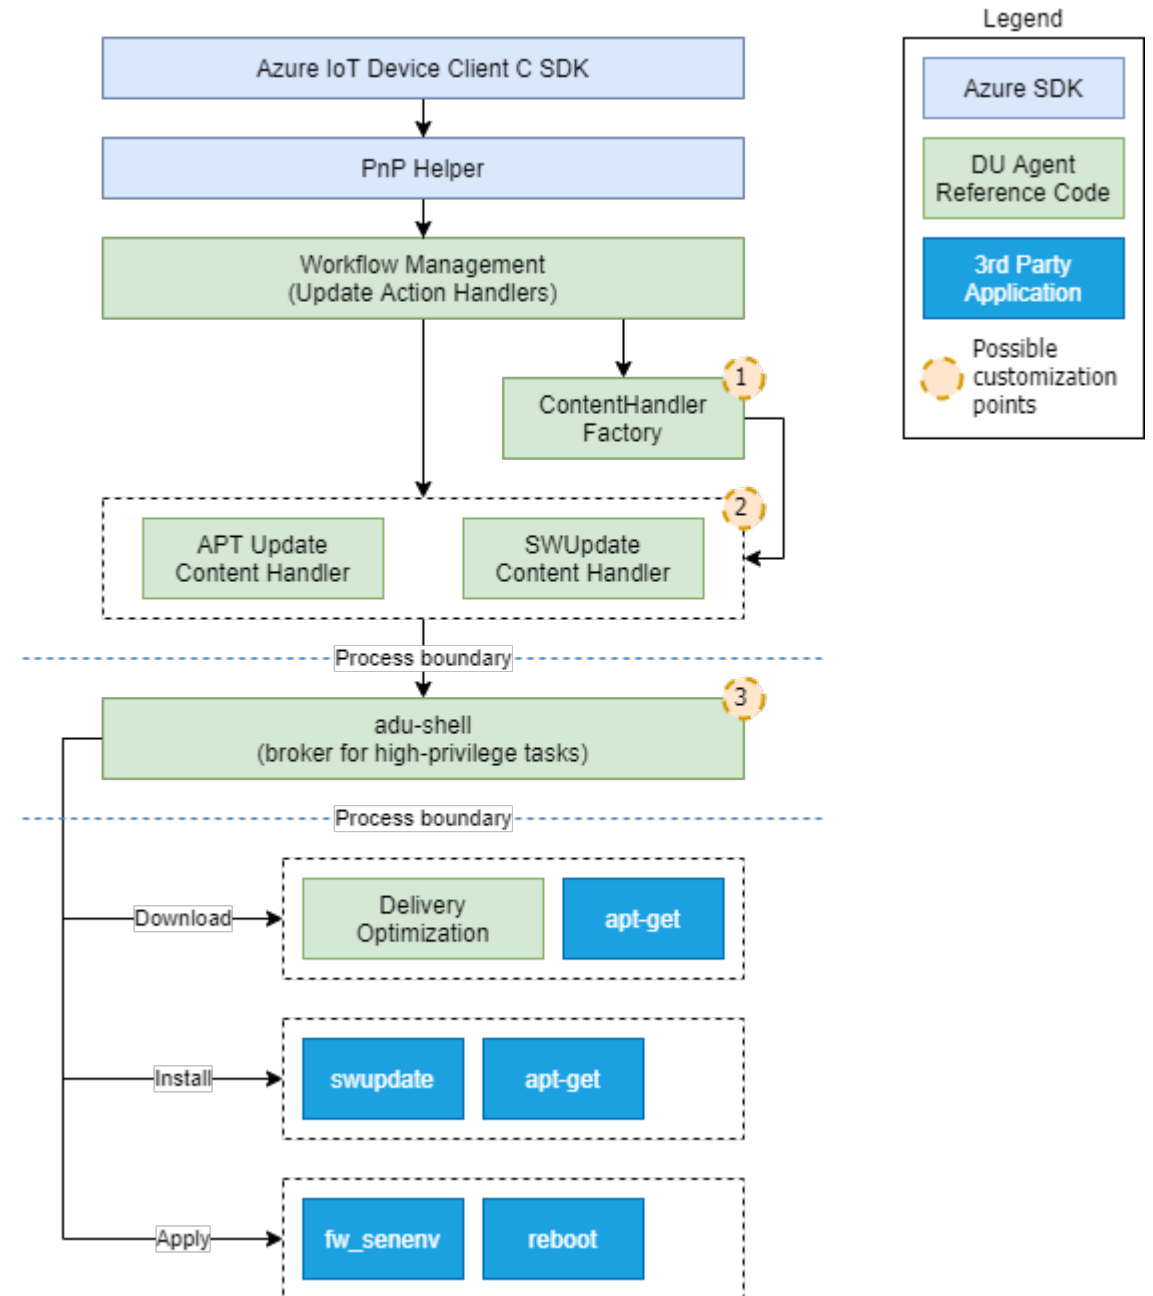 Legend
Azure IoT Device Client C SDK
Azure SDK
PnP Helper
DU Agent
Reference Code
Workflow Management
(Update Action Handlers)
3rd Party
Application
Possible
customization
points
1
ContentHandler
Factory
2
APT Update
Content Handler
SWUpdate
Content Handler
Process boundary
3
adu-shell
(broker for high-privilege tasks)
Process boundary
Download
Delivery
Optimization
apt-get
Install
swupdate
apt-get
Apply
fw_senenv
reboot